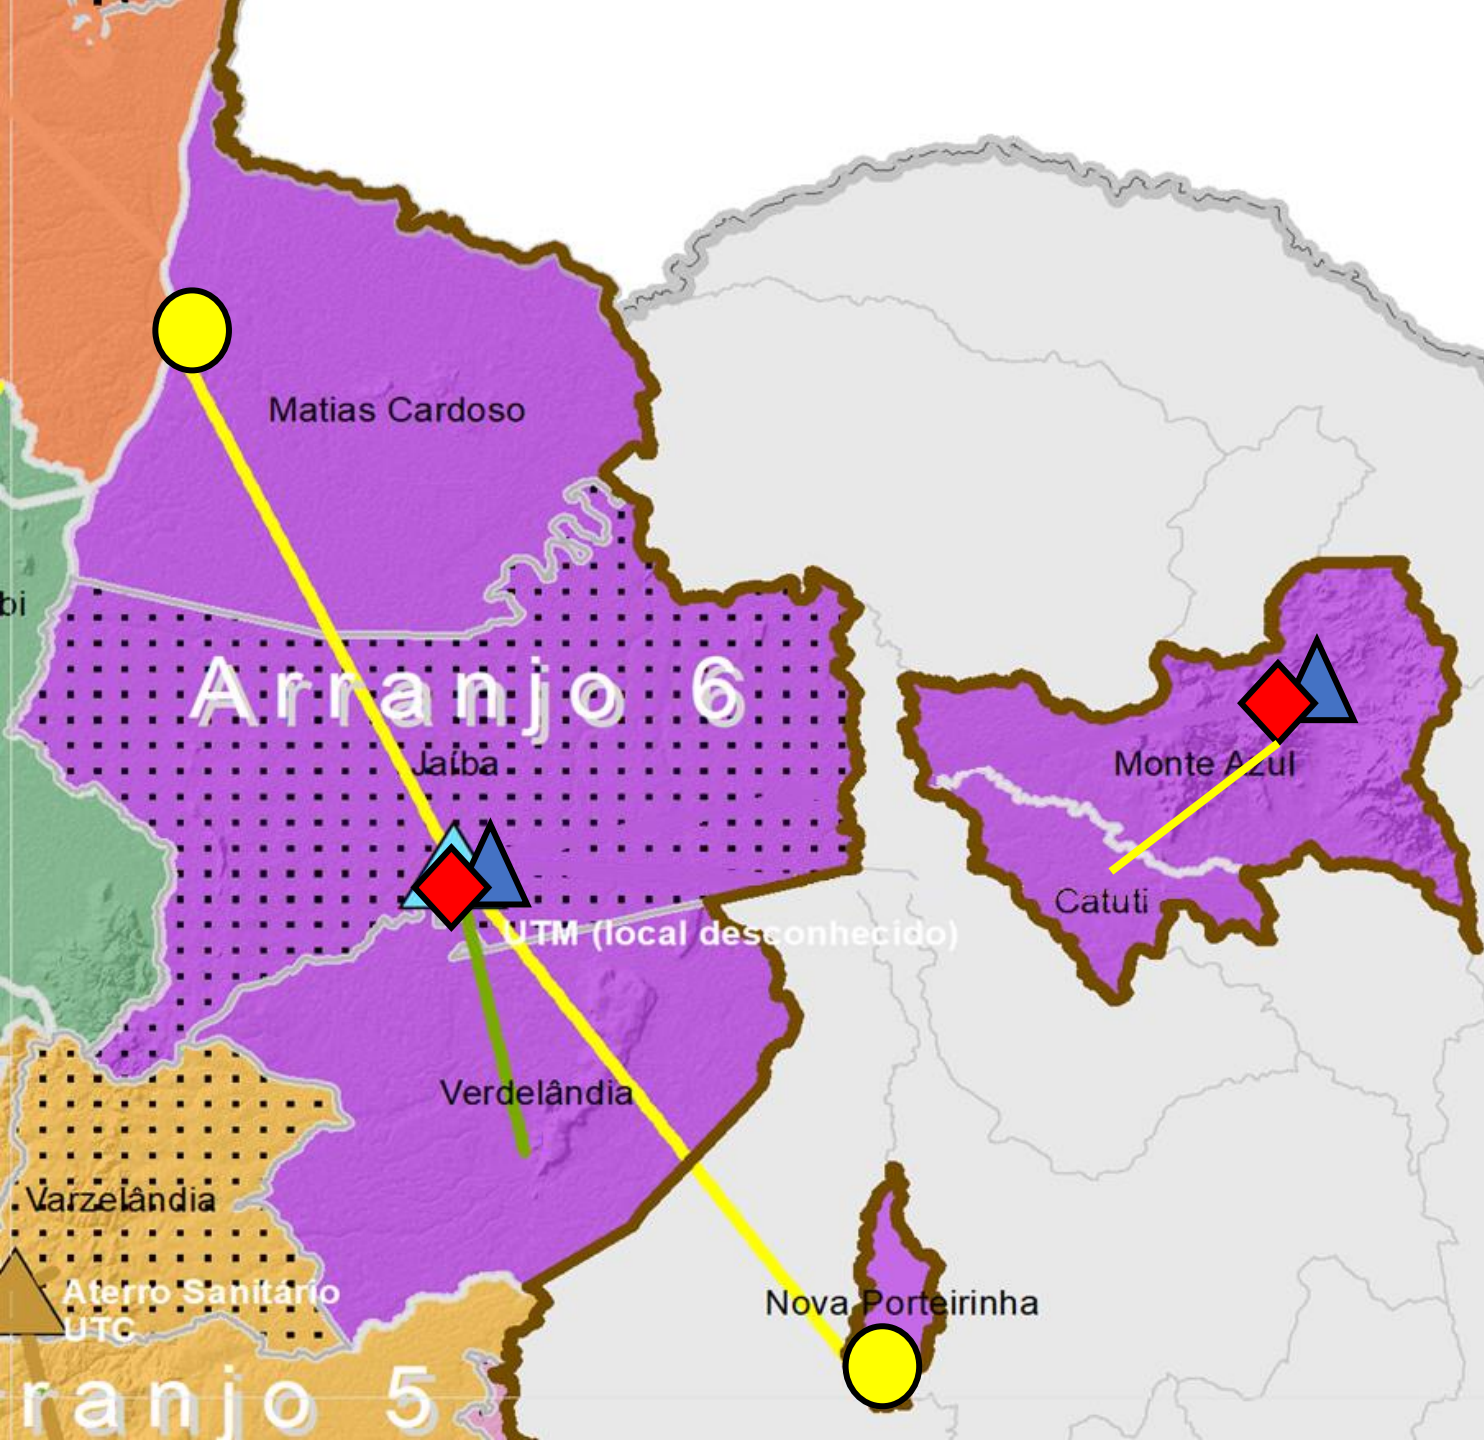 Matias Cardoso
bi
Arranjo 6
Jaíba
Monte Azul
Catuti
UTM (local desconhecido)
Verdelândia
Varzelândia
Aterro Sanitário
UTC
Nova Porteirinha
ranjo 5